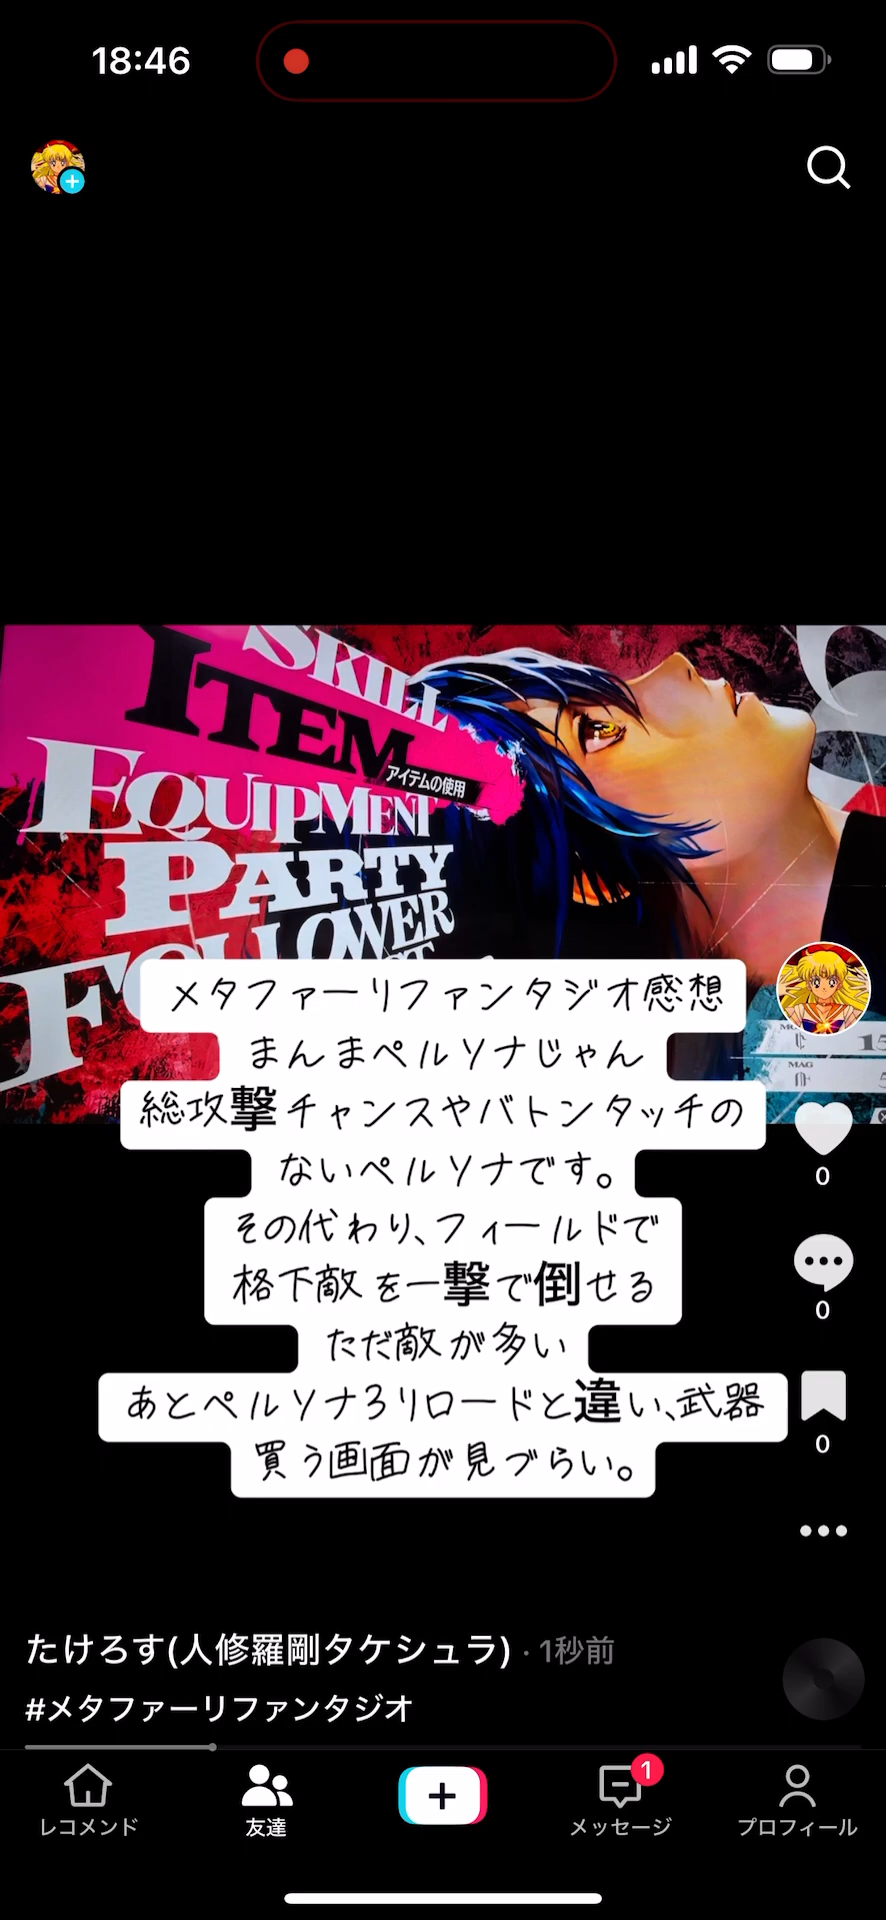 18:46
SKILL
ITEM
アイテムの使用
EQUIPMENT
PARTY
FOLLOWER
15
MAG
5
メタファーリファンタジオ感想
まんまペルソナじゃん
総攻撃チャンスやバトンタッチの
ないペルソナです。
その代わり、フィールドで
格下敵を一撃で倒せる
ただ敵が多い
あとペルソナ3リロードと違い、武器
買う画面が見づらい。
0
0
0
たけろす(人修羅剛タケシュラ) · 1秒前
#メタファーリファンタジオ
1
レコメンド
友達
メッセージ
プロフィール